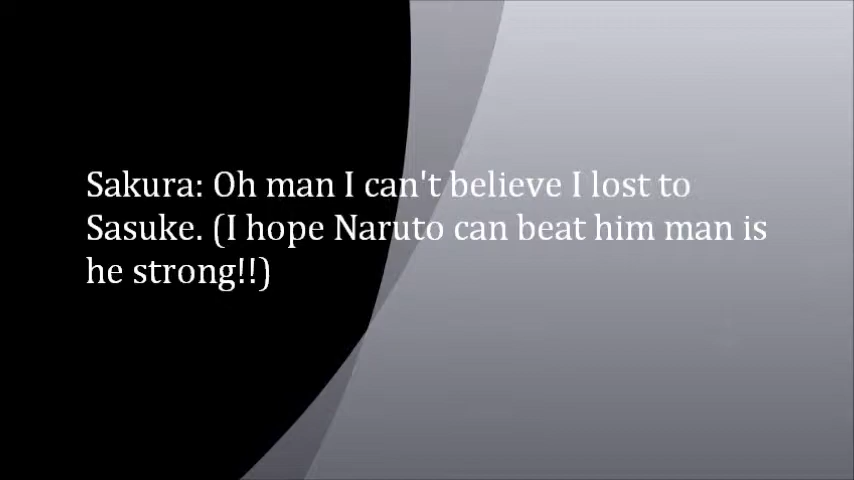 Sakura: Oh man I can't believe I lost to
Sasuke. (I hope Naruto can beat him man is
he strong!!)